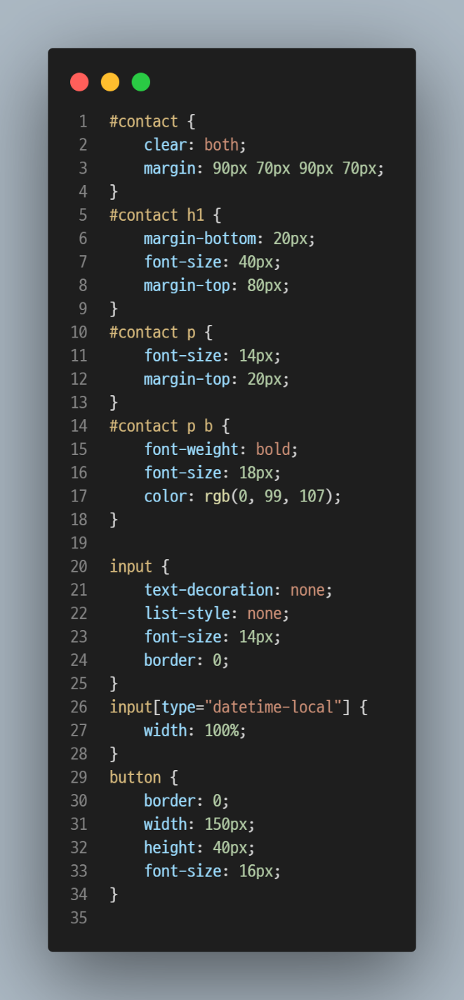 1 #contact {
2     clear: both;
3     margin: 90px 70px 90px 70px;
4 }
5 #contact h1 {
6     margin-bottom: 20px;
7     font-size: 40px;
8     margin-top: 80px;
9 }
10 #contact p {
11     font-size: 14px;
12     margin-top: 20px;
13 }
14 #contact p b {
15     font-weight: bold;
16     font-size: 18px;
17     color: rgb(0, 99, 107);
18 }
19
20 input {
21     text-decoration: none;
22     list-style: none;
23     font-size: 14px;
24     border: 0;
25 }
26 input[type="datetime-local"] {
27     width: 100%;
28 }
29 button {
30     border: 0;
31     width: 150px;
32     height: 40px;
33     font-size: 16px;
34 }
35